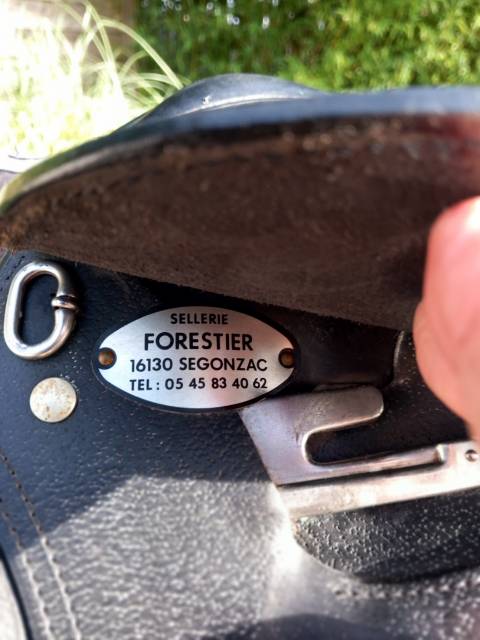 SELLERIE
FORESTIER
16130 SEGONZAC
TEL : 05 45 83 40 62